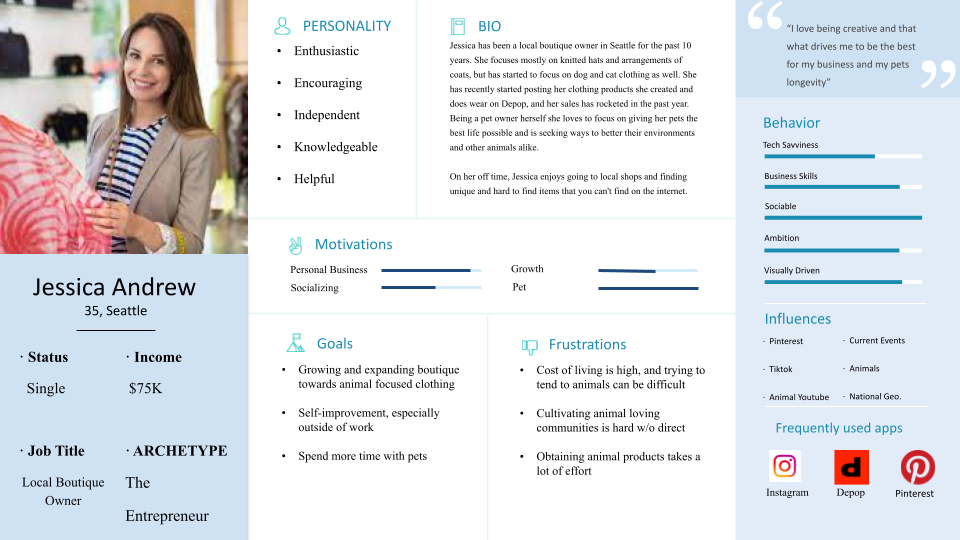 Jessica Andrew
35, Seattle
· Status
Single
· Income
$75K
· Job Title
Local Boutique
Owner
· ARCHETYPE
The
Entrepreneur
PERSONALITY
• Enthusiastic
• Encouraging
• Independent
• Knowledgeable
• Helpful
BIO
Jessica has been a local boutique owner in Seattle for the past 10
years. She focuses mostly on knitted hats and arrangements of
coats, but has started to focus on dog and cat clothing as well. She
has recently started posting her clothing products she created and
does wear on Depop, and her sales has rocketed in the past year.
Being a pet owner herself she loves to focus on giving her pets the
best life possible and is seeking ways to better their environments
and other animals alike.
On her off time, Jessica enjoys going to local shops and finding
unique and hard to find items that you can't find on the internet.
Motivations
Personal Business
Socializing
Growth
Pet
Goals
• Growing and expanding boutique
towards animal focused clothing
• Self-improvement, especially
outside of work
• Spend more time with pets
Frustrations
• Cost of living is high, and trying to
tend to animals can be difficult
• Cultivating animal loving
communities is hard w/o direct
• Obtaining animal products takes a
lot of effort
“I love being creative and that
what drives me to be the best
for my business and my pets
longevity”
Behavior
Tech Savviness
Business Skills
Sociable
Ambition
Visually Driven
Influences
· Pinterest
· Tiktok
· Animal Youtube
· Current Events
· Animals
· National Geo.
Frequently used apps
Instagram
d
Depop
Pinterest